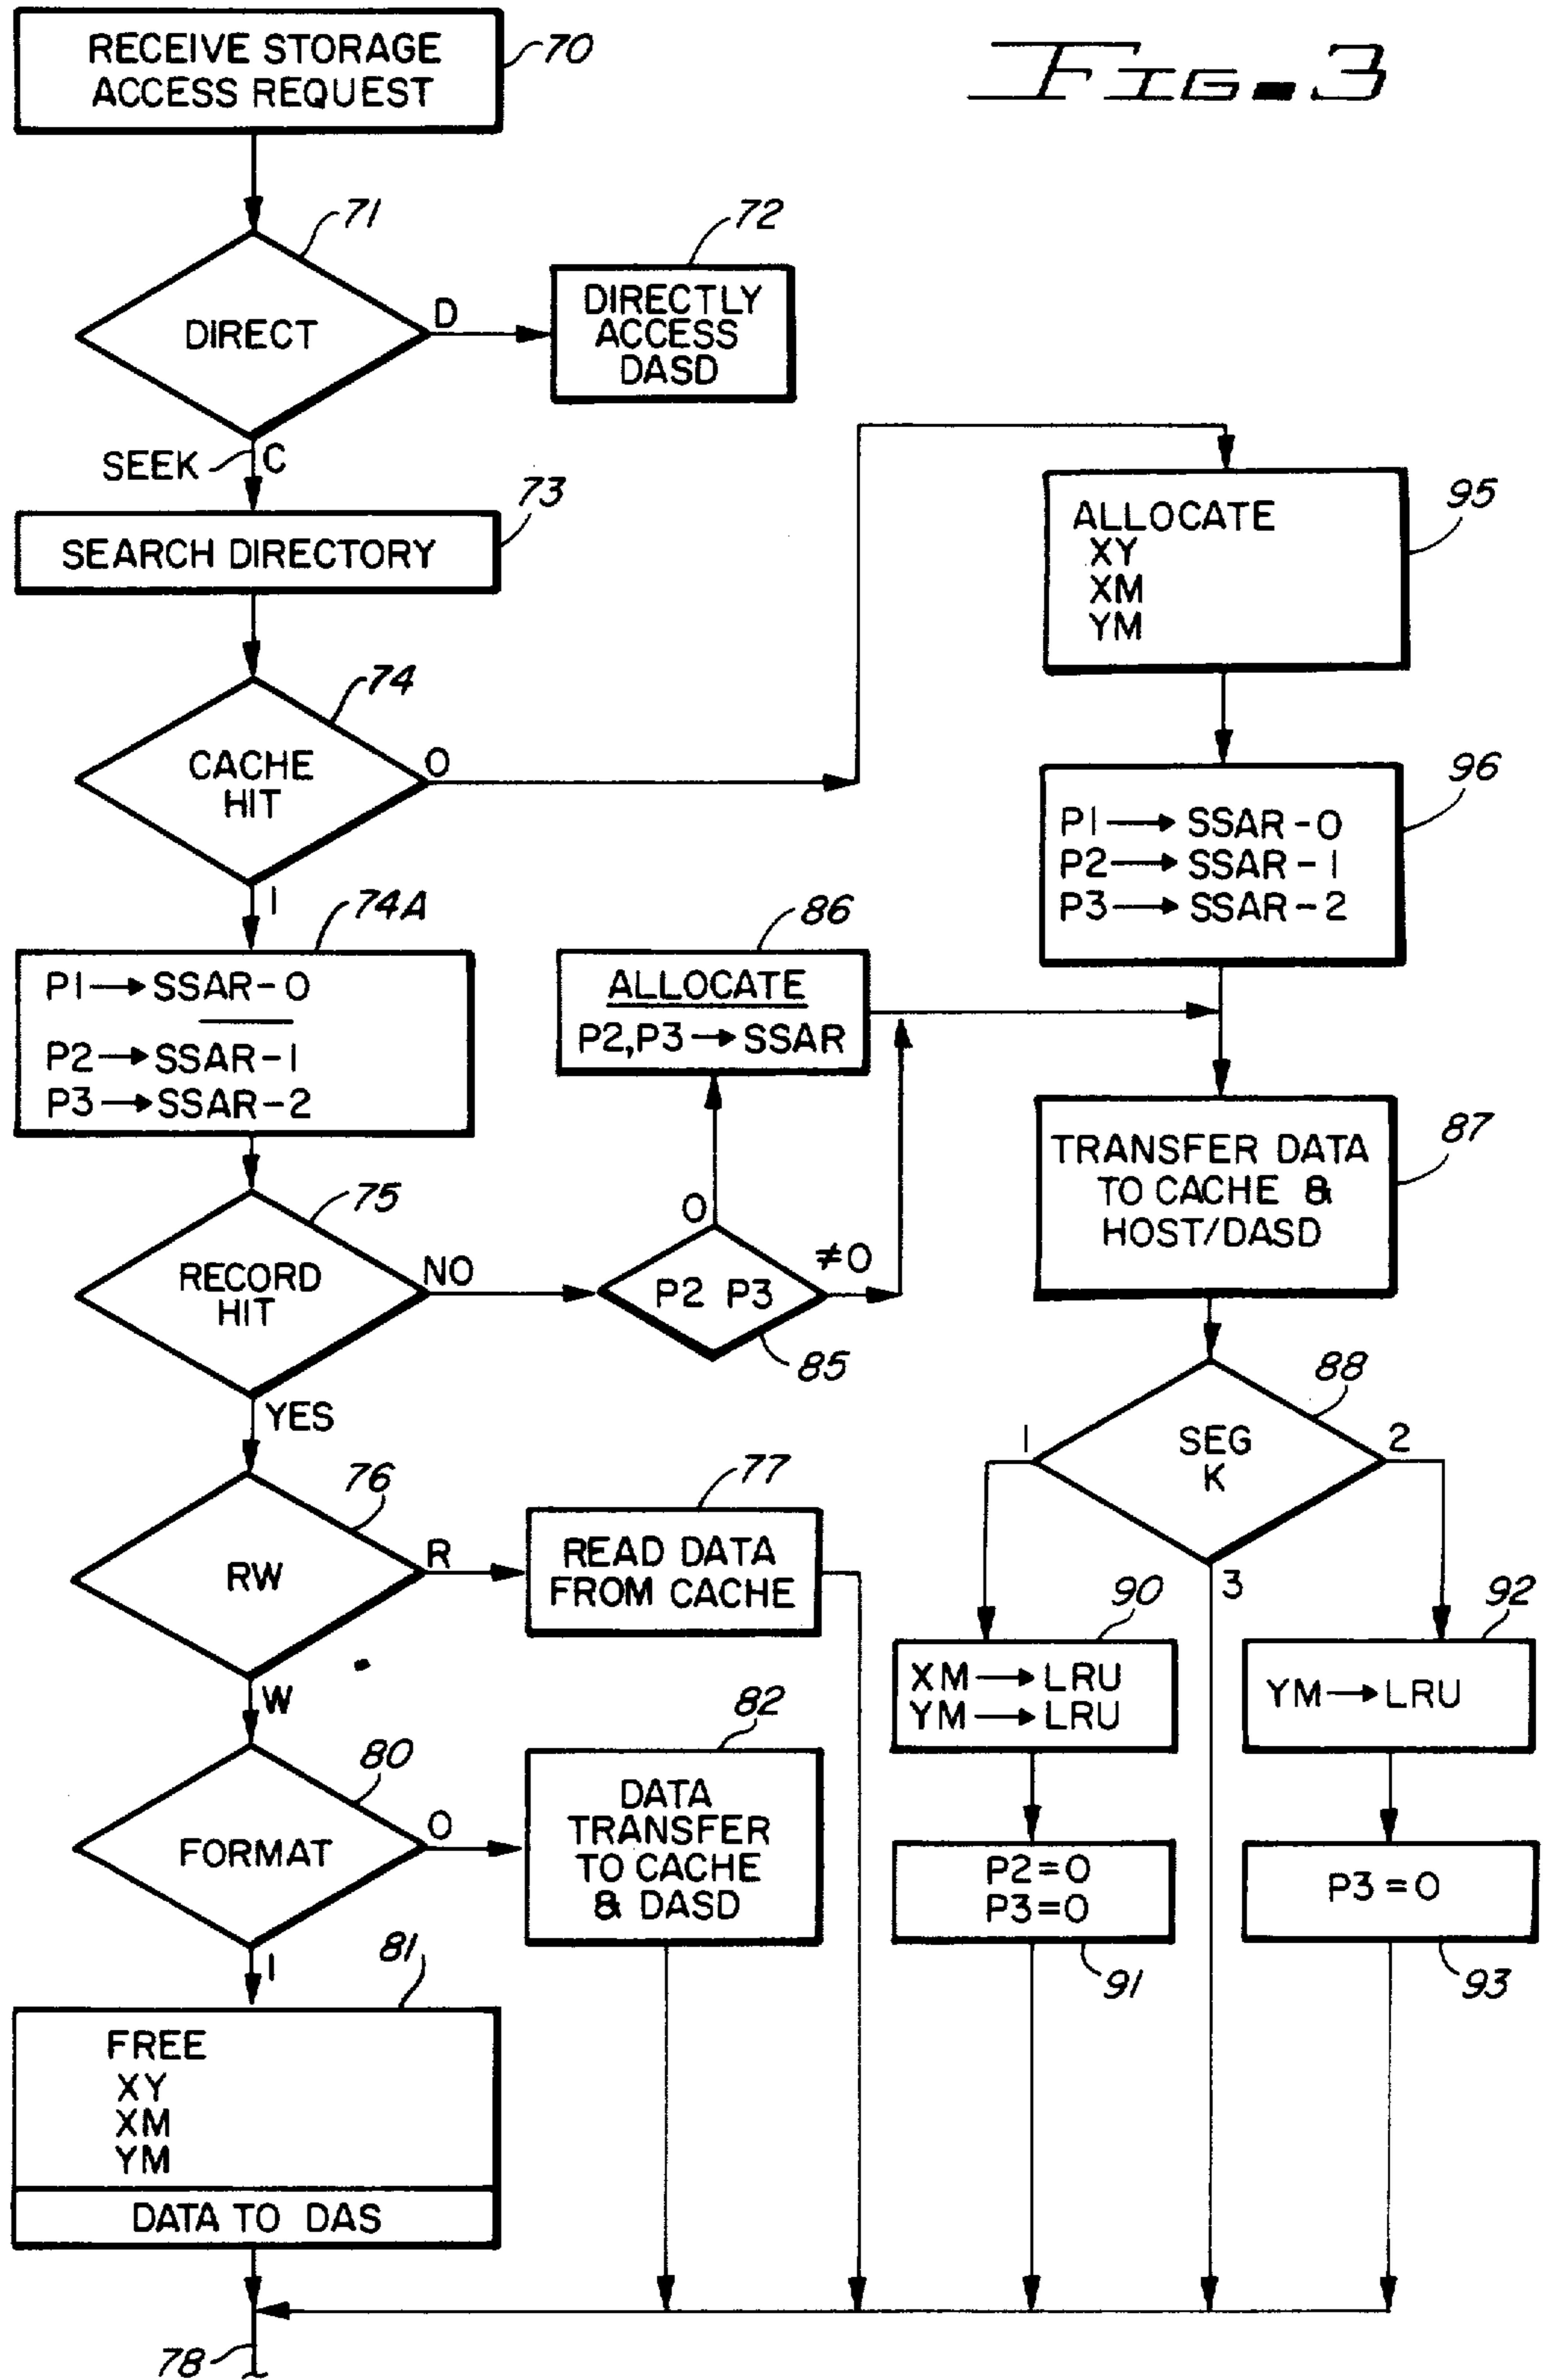 FIG-3
RECEIVE STORAGE
ACCESS REQUEST
70
71
DIRECT
D
72
DIRECTLY
ACCESS
DASD
SEEK
C
73
SEARCH DIRECTORY
74
CACHE
HIT
O
1
95
ALLOCATE
XY
XM
YM
96
P1→SSAR-0
P2→SSAR-1
P3→SSAR-2
74A
P1→SSAR-0
P2→SSAR-1
P3→SSAR-2
86
ALLOCATE
P2,P3→SSAR
75
RECORD
HIT
NO
YES
O
≠0
P2 P3
85
87
TRANSFER DATA
TO CACHE &
HOST/DASD
88
SEG
K
1
2
3
76
RW
R
W
77
READ DATA
FROM CACHE
90
XM→LRU
YM→LRU
92
YM→LRU
80
FORMAT
O
1
82
DATA
TRANSFER
TO CACHE
& DASD
P2=0
P3=0
91
P3=0
93
81
FREE
XY
XM
YM
DATA TO DAS
78